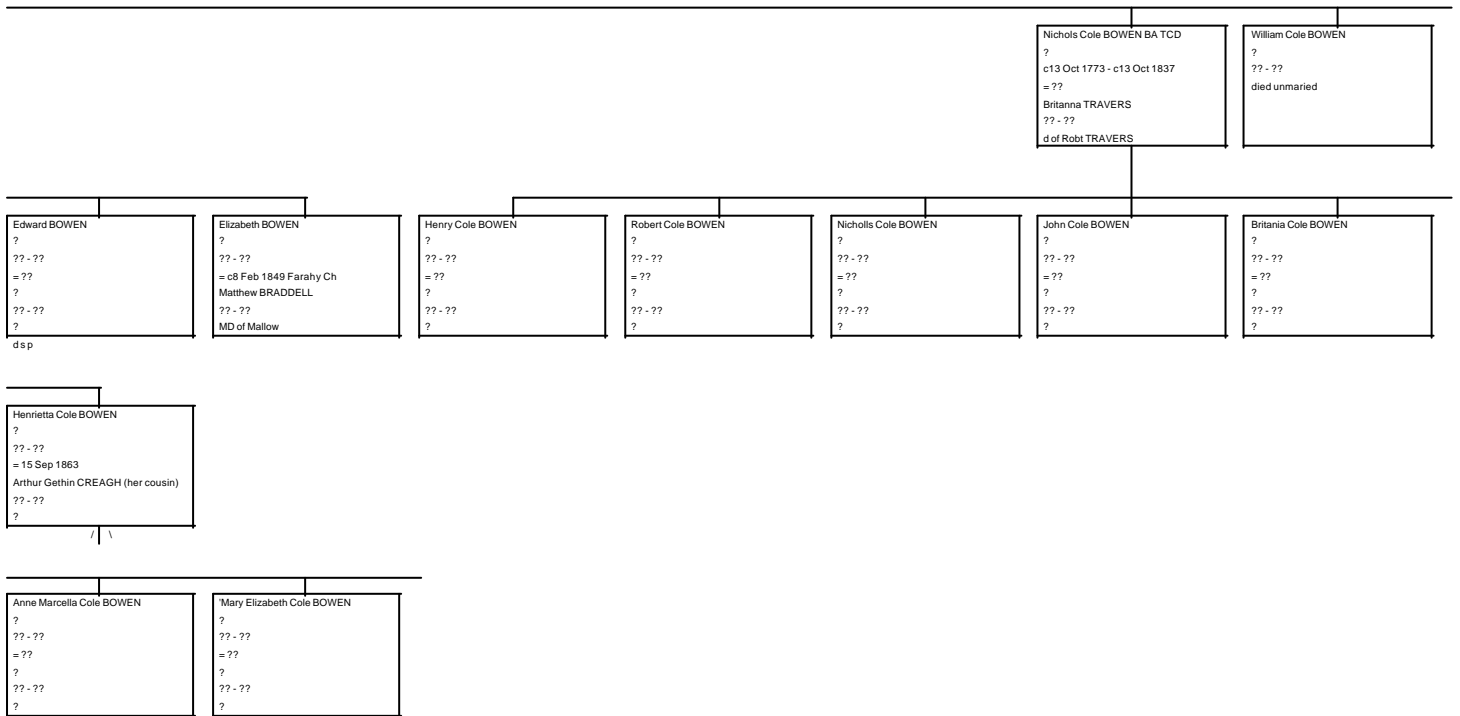 Nichols Cole BOWEN BA TCD
?
c13 Oct 1773 - c13 Oct 1837
= ??
Britanna TRAVERS
?? - ??
d of Robt TRAVERS
William Cole BOWEN
?
?? - ??
died unmaried
Edward BOWEN
?
?? - ??
= ??
?
?? - ??
?
d s p
Elizabeth BOWEN
?
?? - ??
= c8 Feb 1849 Farahy Ch
Matthew BRADDELL
?? - ??
MD of Mallow
Henry Cole BOWEN
?
?? - ??
= ??
?
?? - ??
?
Robert Cole BOWEN
?
?? - ??
= ??
?
?? - ??
?
Nicholls Cole BOWEN
?
?? - ??
= ??
?
?? - ??
?
John Cole BOWEN
?
?? - ??
= ??
?
?? - ??
?
Britania Cole BOWEN
?
?? - ??
= ??
?
?? - ??
?
Henrietta Cole BOWEN
?
?? - ??
= 15 Sep 1863
Arthur Gethin CREAGH (her cousin)
?? - ??
?
/ \
Anne Marcella Cole BOWEN
?
?? - ??
= ??
?
?? - ??
?
'Mary Elizabeth Cole BOWEN
?
?? - ??
= ??
?
?? - ??
?